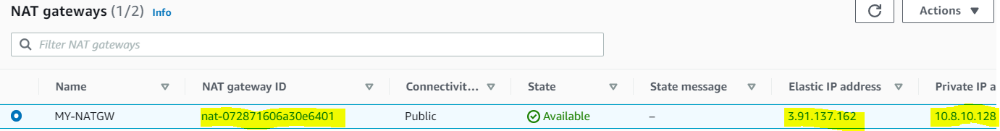 NAT gateways (1/2) Info
Actions
Filter NAT gateways
Name NAT gateway ID Connectivit... State State message Elastic IP address Private IP a
MY-NATGW nat-072871606a30e6401 Public Available – 3.91.137.162 10.8.10.128